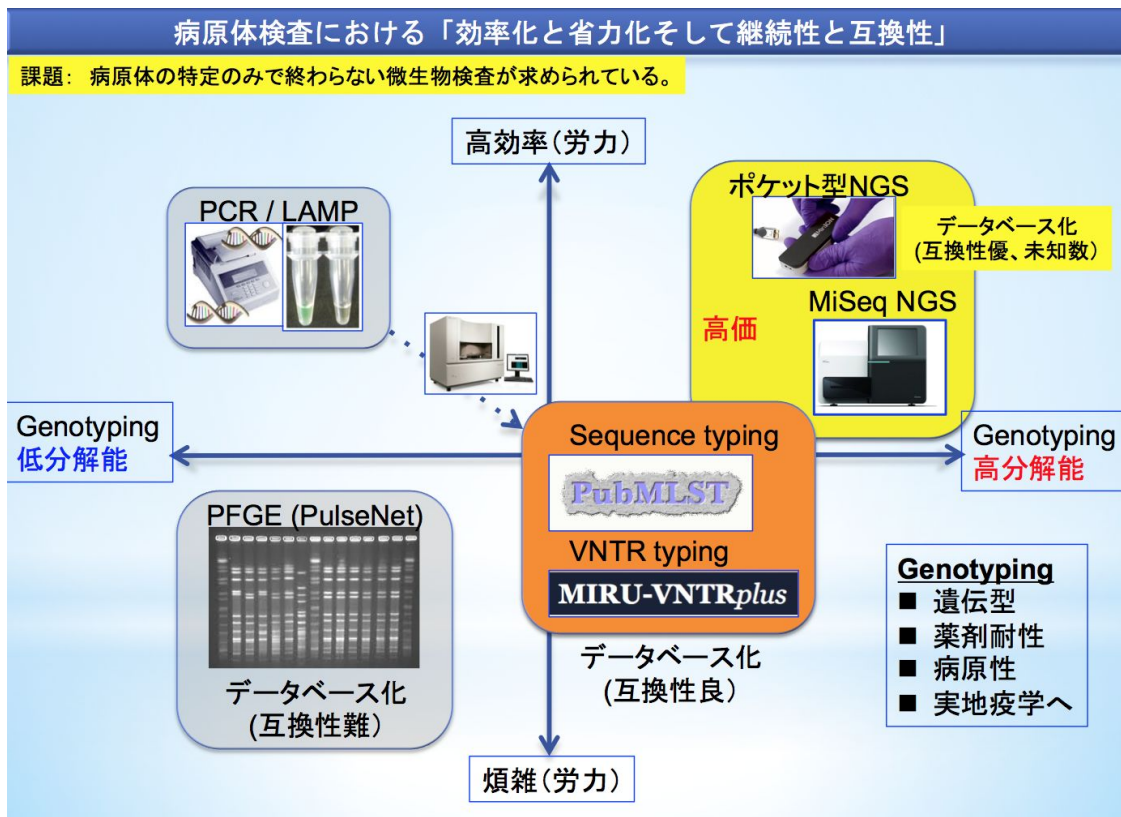 病原体検査における「効率化と省力化そして継続性と互換性」
課題： 病原体の特定のみで終わらない微生物検査が求められている。
高効率（労力）
PCR / LAMP
ポケット型NGS
データベース化
(互換性優、未知数）
MiSeq NGS
高価
Genotyping
低分解能
Genotyping
高分解能
Sequence typing
PubMLST
VNTR typing
MIRU-VNTRplus
データベース化
(互換性良）
PFGE (PulseNet)
データベース化
(互換性難）
Genotyping
■ 遺伝型
■ 薬剤耐性
■ 病原性
■ 実地疫学へ
煩雑（労力）